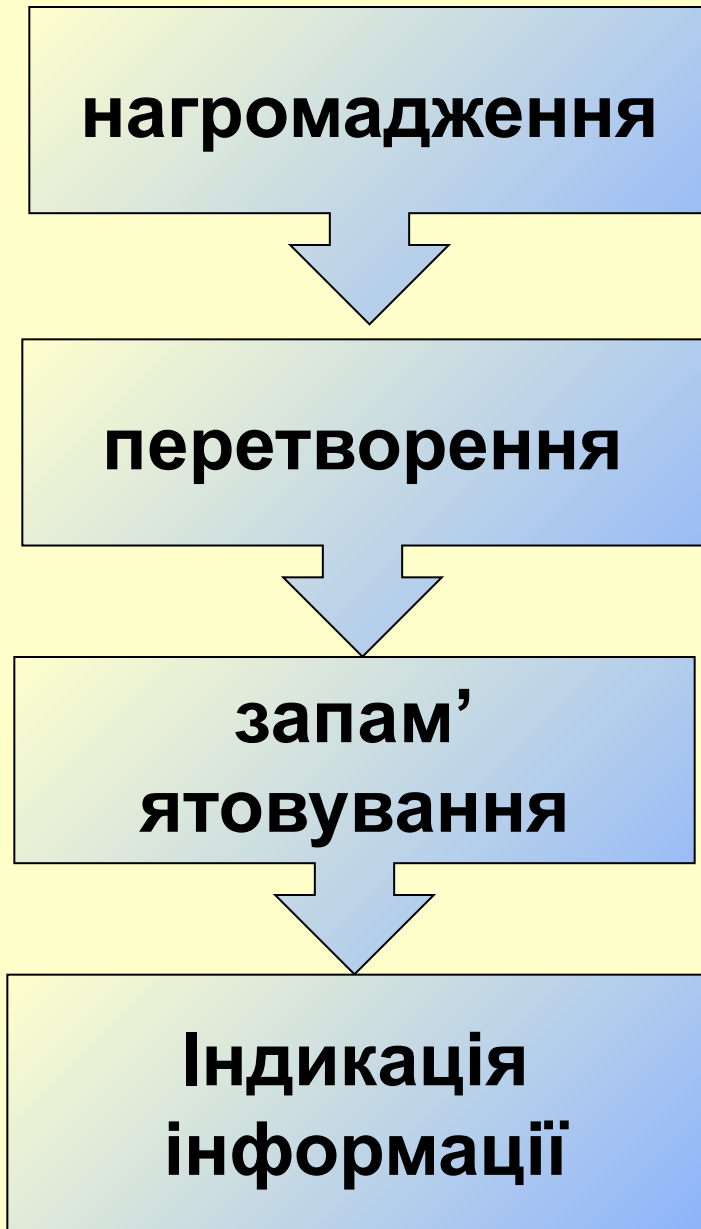 нагромадження
перетворення
запам’
ятовування
Індикація
інформації